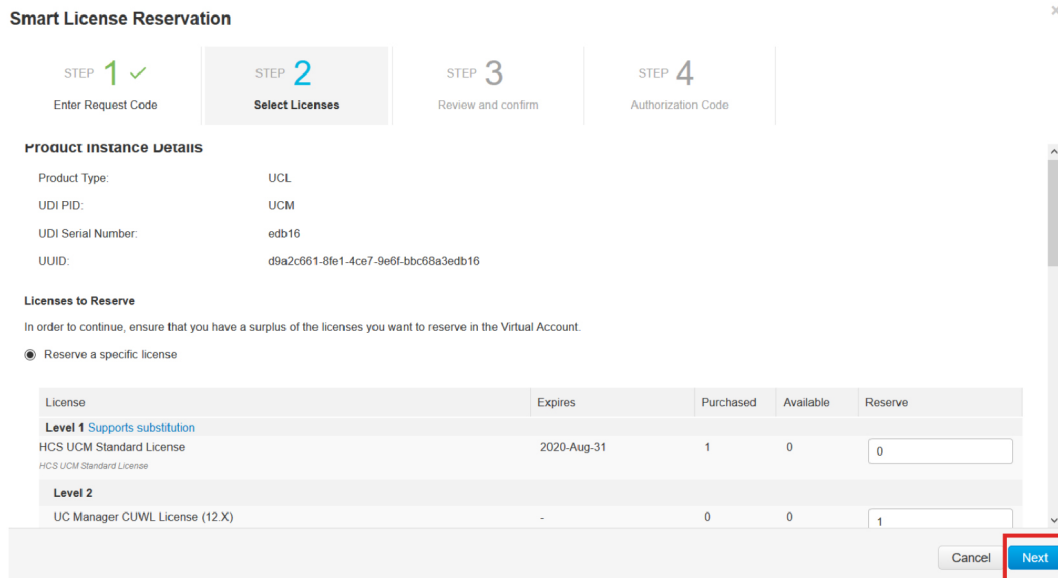 Smart License Reservation
STEP 1
STEP 2
STEP 3
STEP 4
Enter Request Code
Select Licenses
Review and confirm
Authorization Code
Product Instance Details
Product Type: UCL
UDI PID: UCM
UDI Serial Number: edb16
UUID: d9a2c661-8fe1-4ce7-9e6f-bbc68a3edb16
Licenses to Reserve
In order to continue, ensure that you have a surplus of the licenses you want to reserve in the Virtual Account.
Reserve a specific license
License Expires Purchased Available Reserve
Level 1 Supports substitution
HCS UCM Standard License 2020-Aug-31 1 0 0
HCS UCM Standard License
Level 2
UC Manager CUWL License (12.X) - 0 0 1
Cancel Next